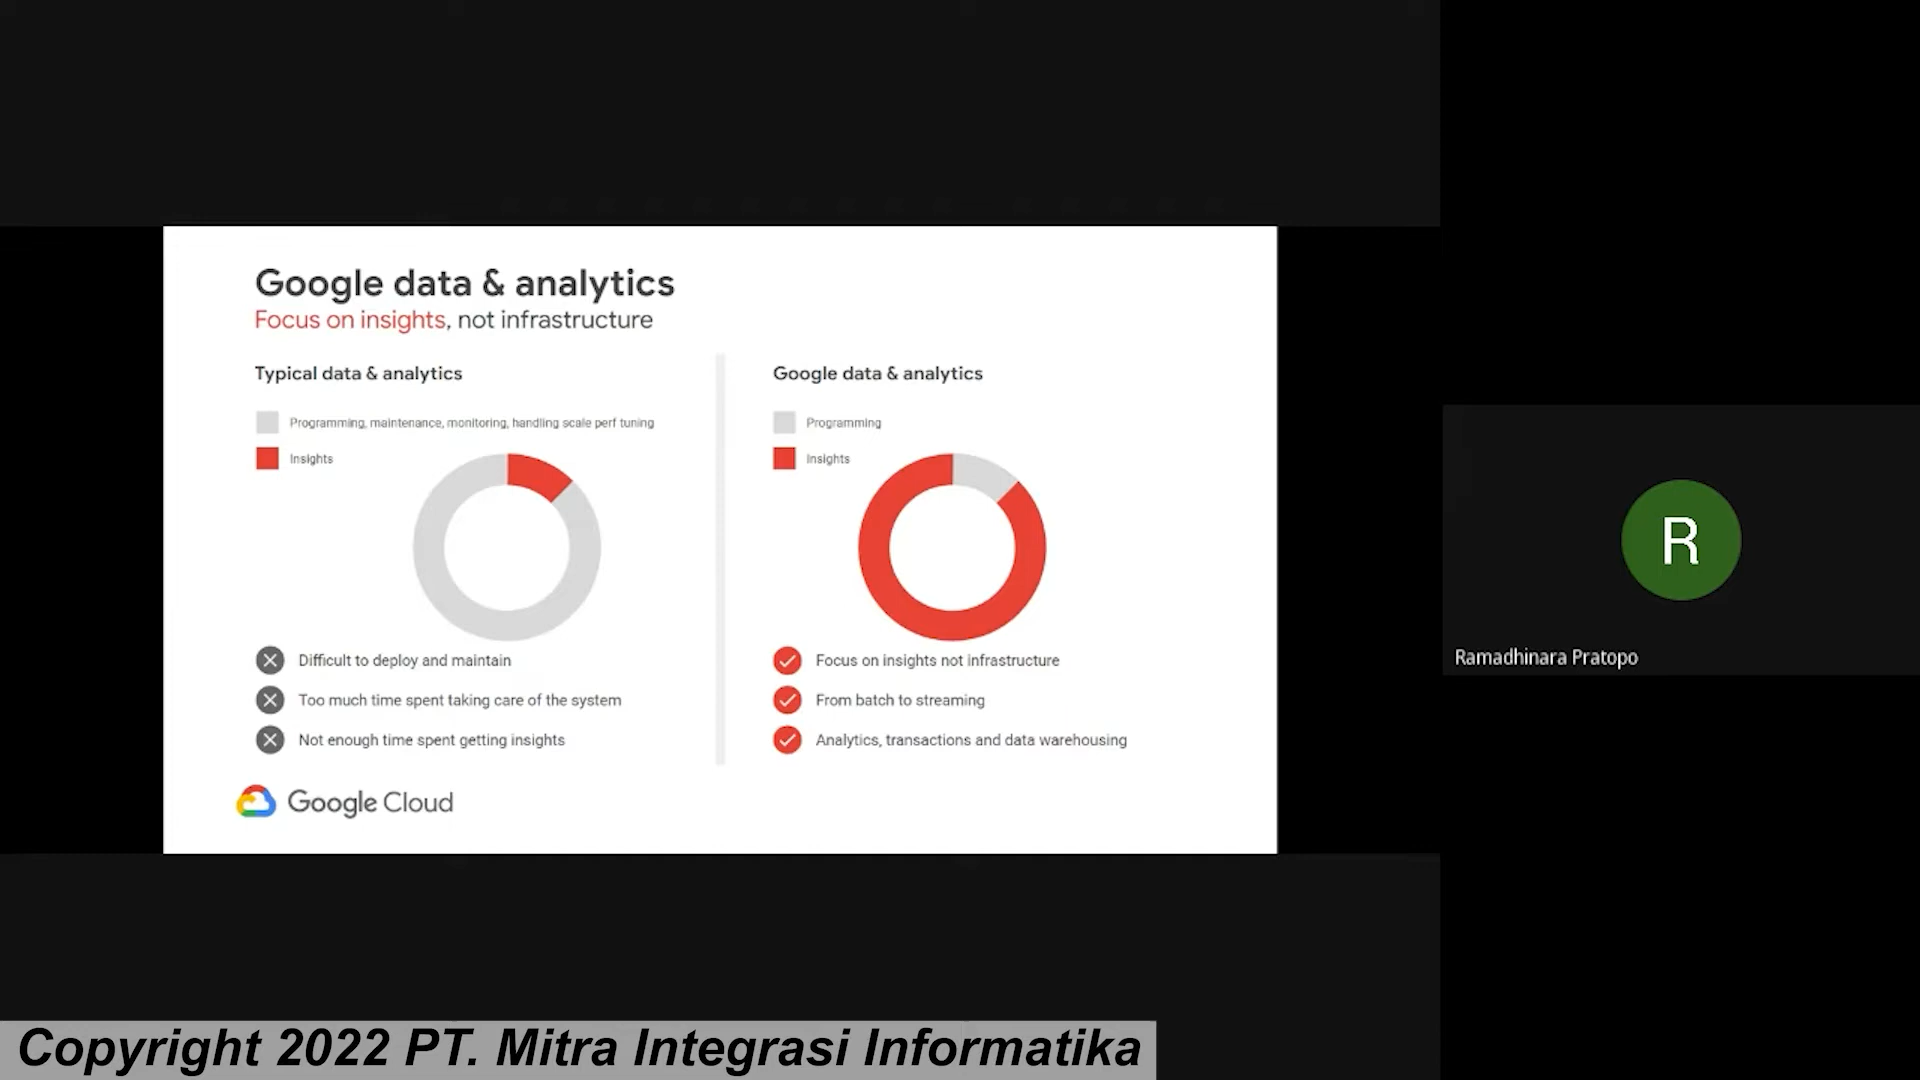 Google data & analytics
Focus on insights, not infrastructure
Typical data & analytics
Programming, maintenance, monitoring, handling scale perf tuning
Insights
Difficult to deploy and maintain
Too much time spent taking care of the system
Not enough time spent getting insights
Google data & analytics
Programming
Insights
Focus on insights not infrastructure
From batch to streaming
Analytics, transactions and data warehousing
Google Cloud
R
Ramadhinara Pratopo
Copyright 2022 PT. Mitra Integrasi Informatika